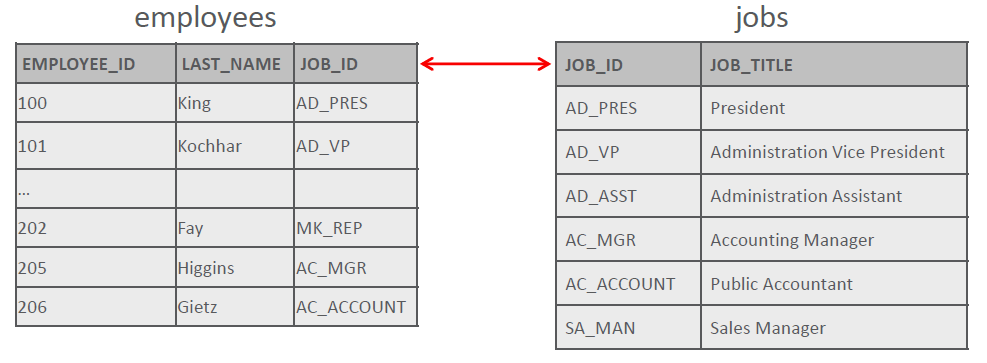 employees
EMPLOYEE_ID LAST_NAME JOB_ID
100 King AD_PRES
101 Kochhar AD_VP
…
202 Fay MK_REP
205 Higgins AC_MGR
206 Gietz AC_ACCOUNT
jobs
JOB_ID JOB_TITLE
AD_PRES President
AD_VP Administration Vice President
AD_ASST Administration Assistant
AC_MGR Accounting Manager
AC_ACCOUNT Public Accountant
SA_MAN Sales Manager